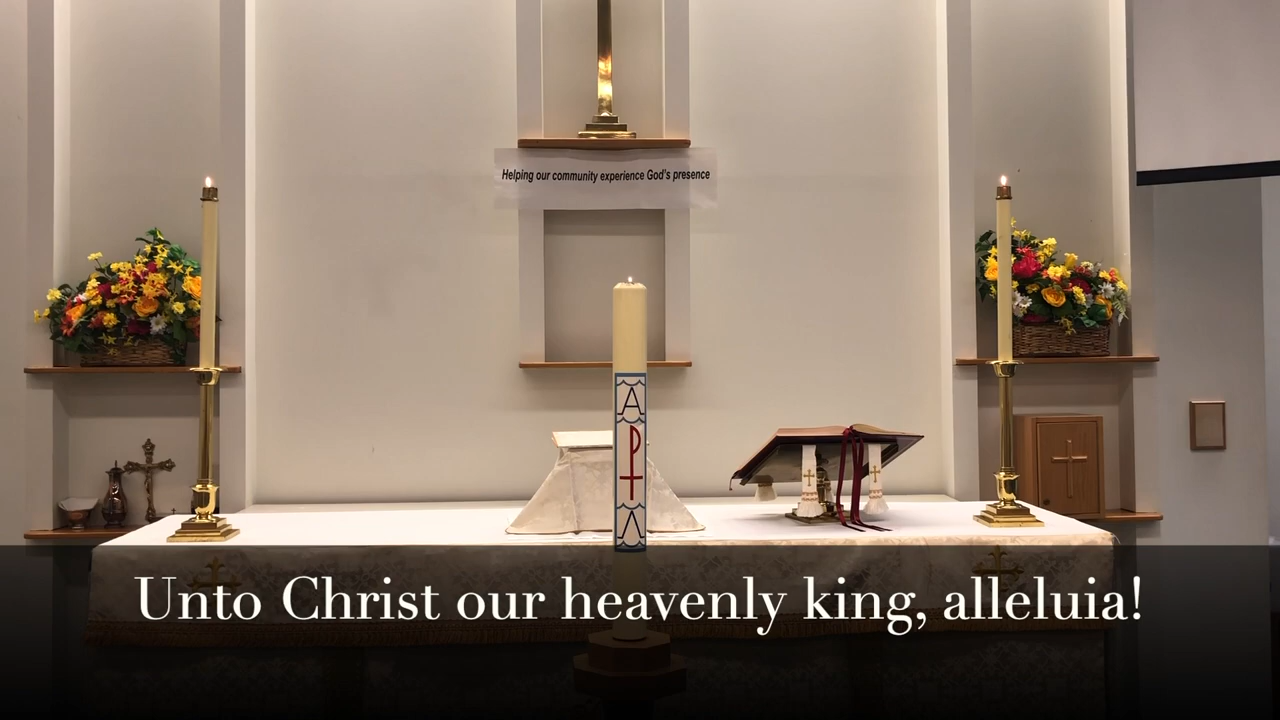 Helping our community experience God's presence
A
Ω
Unto Christ our heavenly king, alleluia!